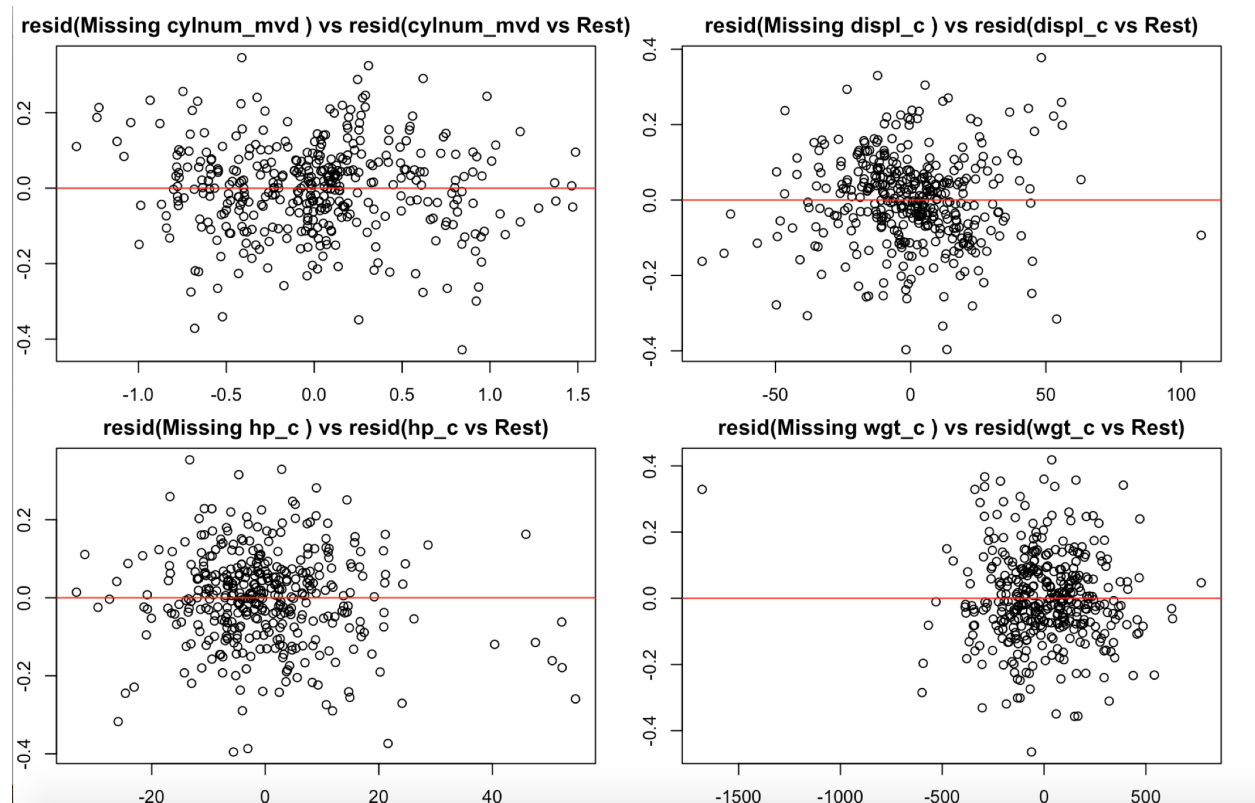 resid(Missing cylnum_mvd ) vs resid(cylnum_mvd vs Rest)
0.2
0.0
-0.2
-0.4
-1.0 -0.5 0.0 0.5 1.0 1.5
resid(Missing displ_c ) vs resid(displ_c vs Rest)
0.4
0.2
0.0
-0.2
-0.4
-50 0 50 100
resid(Missing hp_c ) vs resid(hp_c vs Rest)
0.2
0.0
-0.2
-0.4
-20 0 20 40
resid(Missing wgt_c ) vs resid(wgt_c vs Rest)
0.4
0.2
0.0
-0.2
-0.4
-1500 -1000 -500 0 500